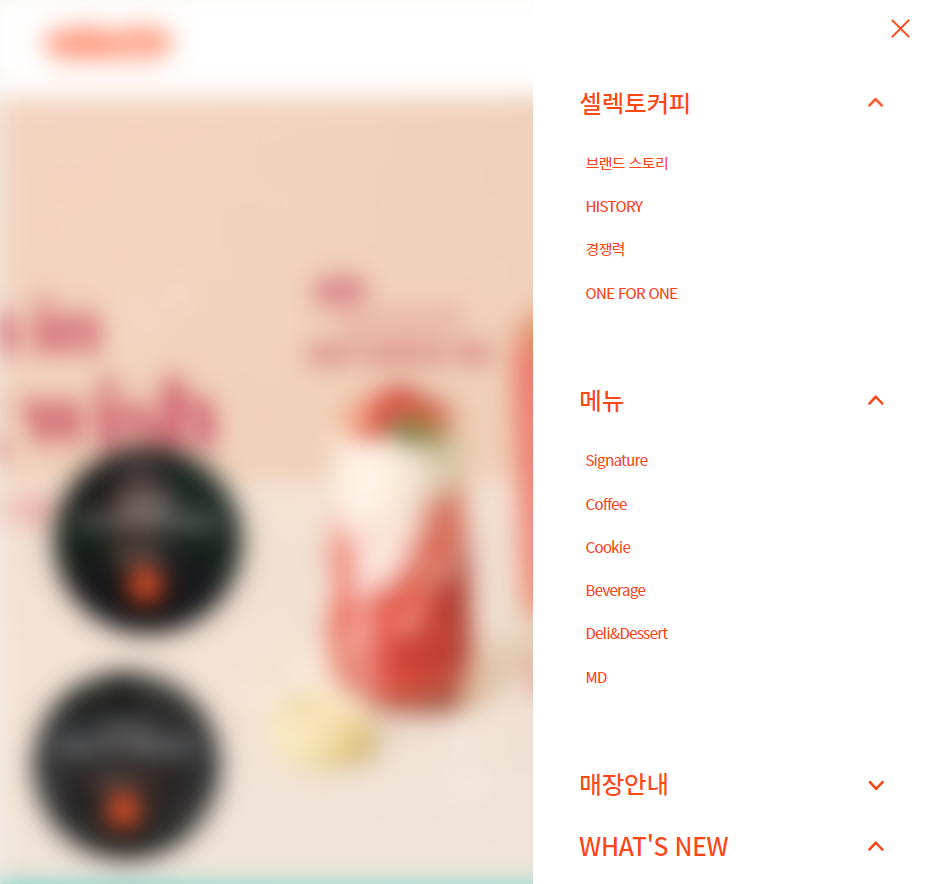 셀렉토커피
브랜드 스토리
HISTORY
경쟁력
ONE FOR ONE
메뉴
Signature
Coffee
Cookie
Beverage
Deli&Dessert
MD
매장안내
WHAT'S NEW